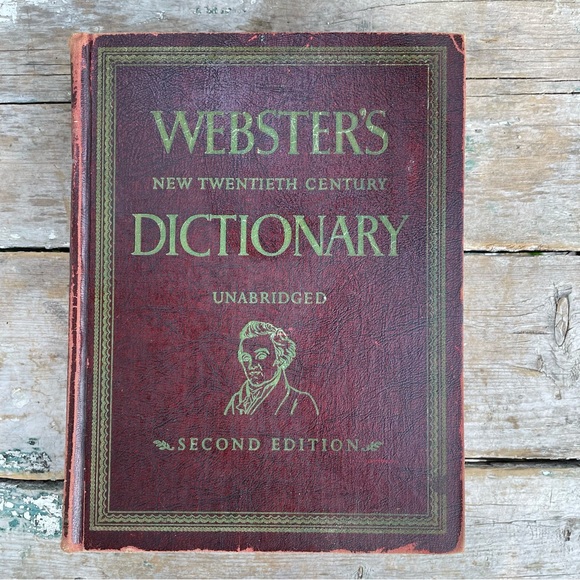 WEBSTER'S
NEW TWENTIETH CENTURY
DICTIONARY
UNABRIDGED
SECOND EDITION